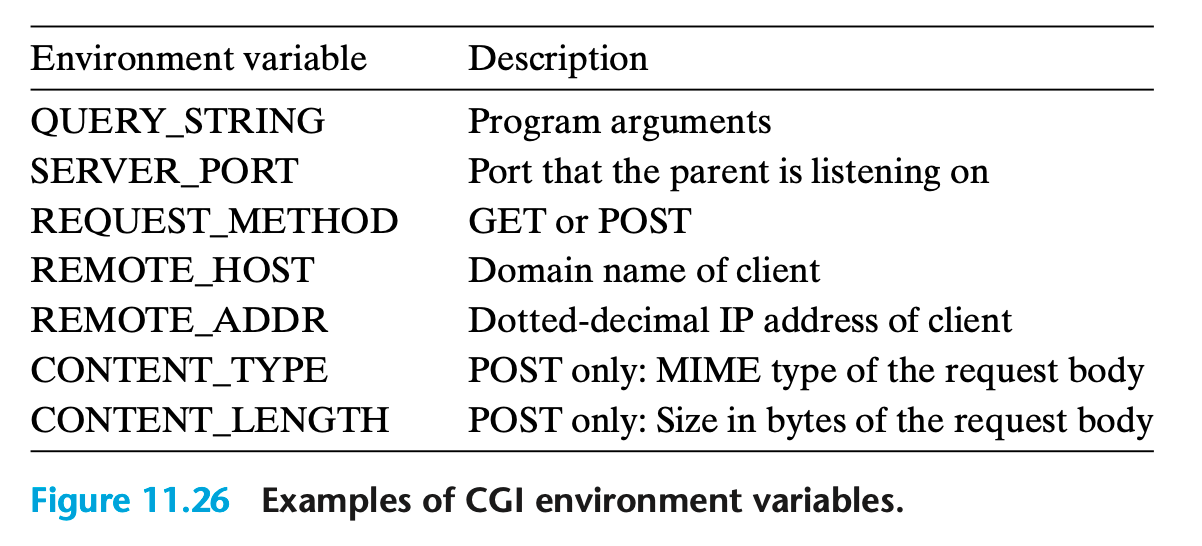 Environment variable Description
QUERY_STRING Program arguments
SERVER_PORT Port that the parent is listening on
REQUEST_METHOD GET or POST
REMOTE_HOST Domain name of client
REMOTE_ADDR Dotted-decimal IP address of client
CONTENT_TYPE POST only: MIME type of the request body
CONTENT_LENGTH POST only: Size in bytes of the request body
Figure 11.26 Examples of CGI environment variables.